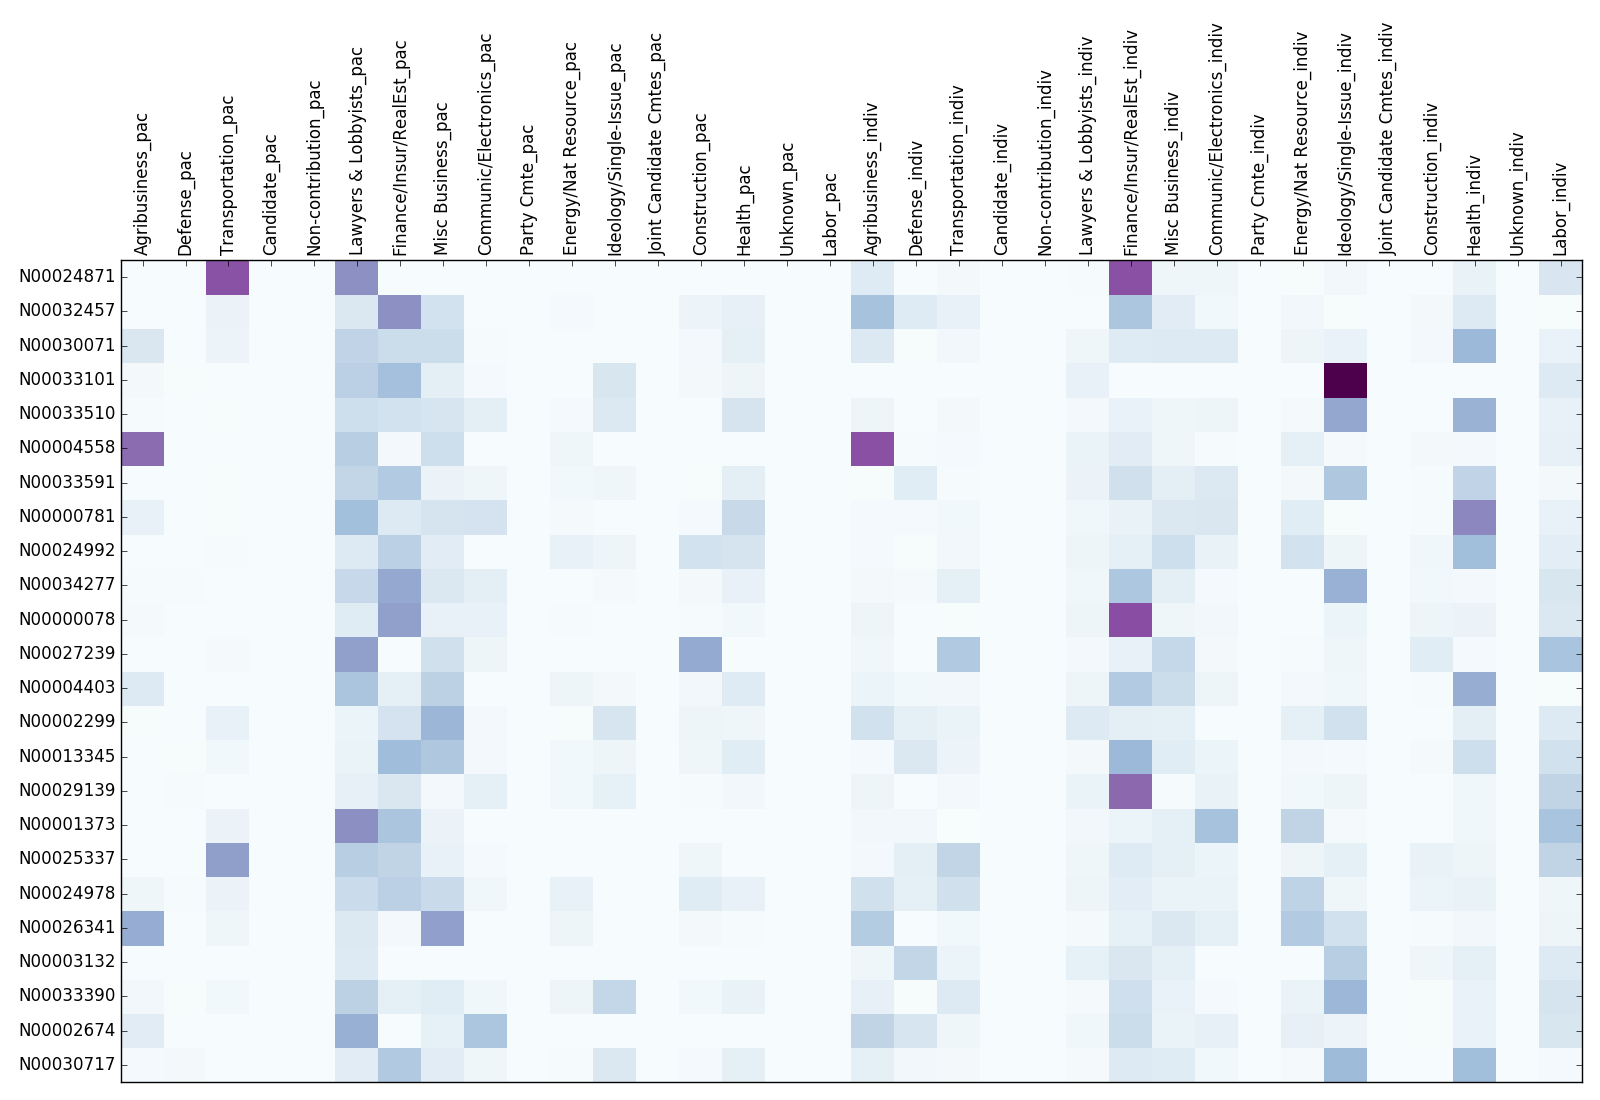 Agribusiness_pac
Defense_pac
Transportation_pac
Candidate_pac
Non-contribution_pac
Lawyers & Lobbyists_pac
Finance/Insur/RealEst_pac
Misc Business_pac
Communic/Electronics_pac
Party Cmte_pac
Energy/Nat Resource_pac
Ideology/Single-Issue_pac
Joint Candidate Cmtes_pac
Construction_pac
Health_pac
Unknown_pac
Labor_pac
Agribusiness_indiv
Defense_indiv
Transportation_indiv
Candidate_indiv
Non-contribution_indiv
Lawyers & Lobbyists_indiv
Finance/Insur/RealEst_indiv
Misc Business_indiv
Communic/Electronics_indiv
Party Cmte_indiv
Energy/Nat Resource_indiv
Ideology/Single-Issue_indiv
Joint Candidate Cmtes_indiv
Construction_indiv
Health_indiv
Unknown_indiv
Labor_indiv
N00024871
N00032457
N00030071
N00033101
N00033510
N00004558
N00033591
N00000781
N00024992
N00034277
N00000078
N00027239
N00004403
N00002299
N00013345
N00029139
N00001373
N00025337
N00024978
N00026341
N00003132
N00033390
N00002674
N00030717